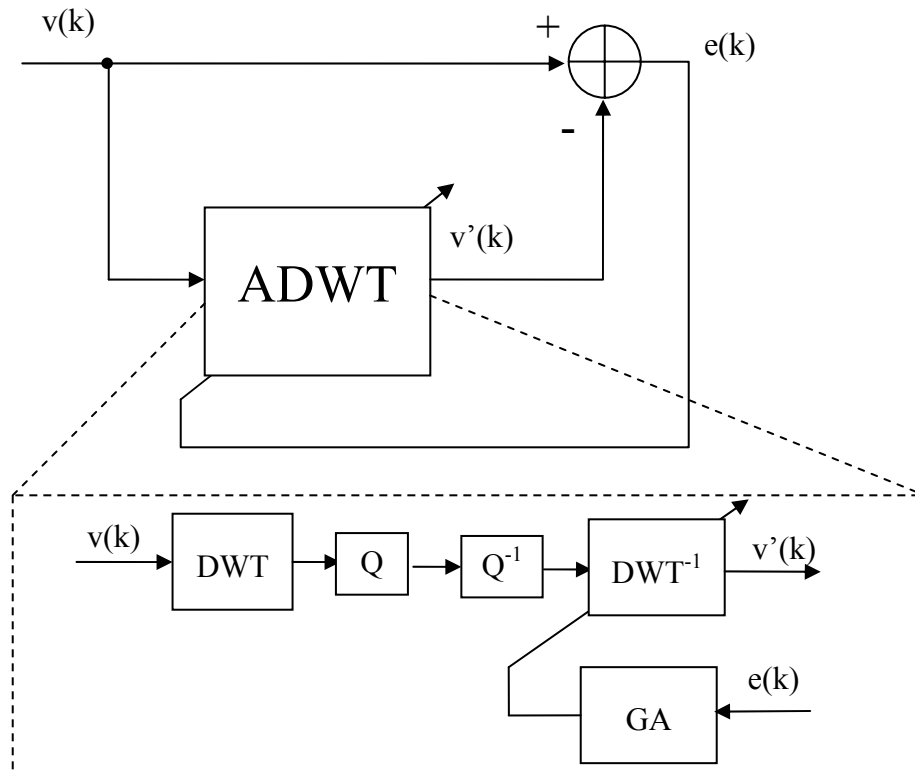 v(k)
+
e(k)
-
v’(k)
ADWT
v(k)
DWT
Q
Q⁻¹
DWT⁻¹
v’(k)
e(k)
GA